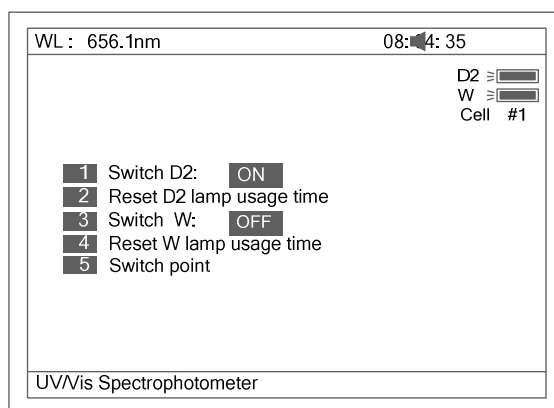 WL: 656.1nm 08: 4: 35
D2
W
Cell #1
1 Switch D2: ON
2 Reset D2 lamp usage time
3 Switch W: OFF
4 Reset W lamp usage time
5 Switch point
UV/Vis Spectrophotometer